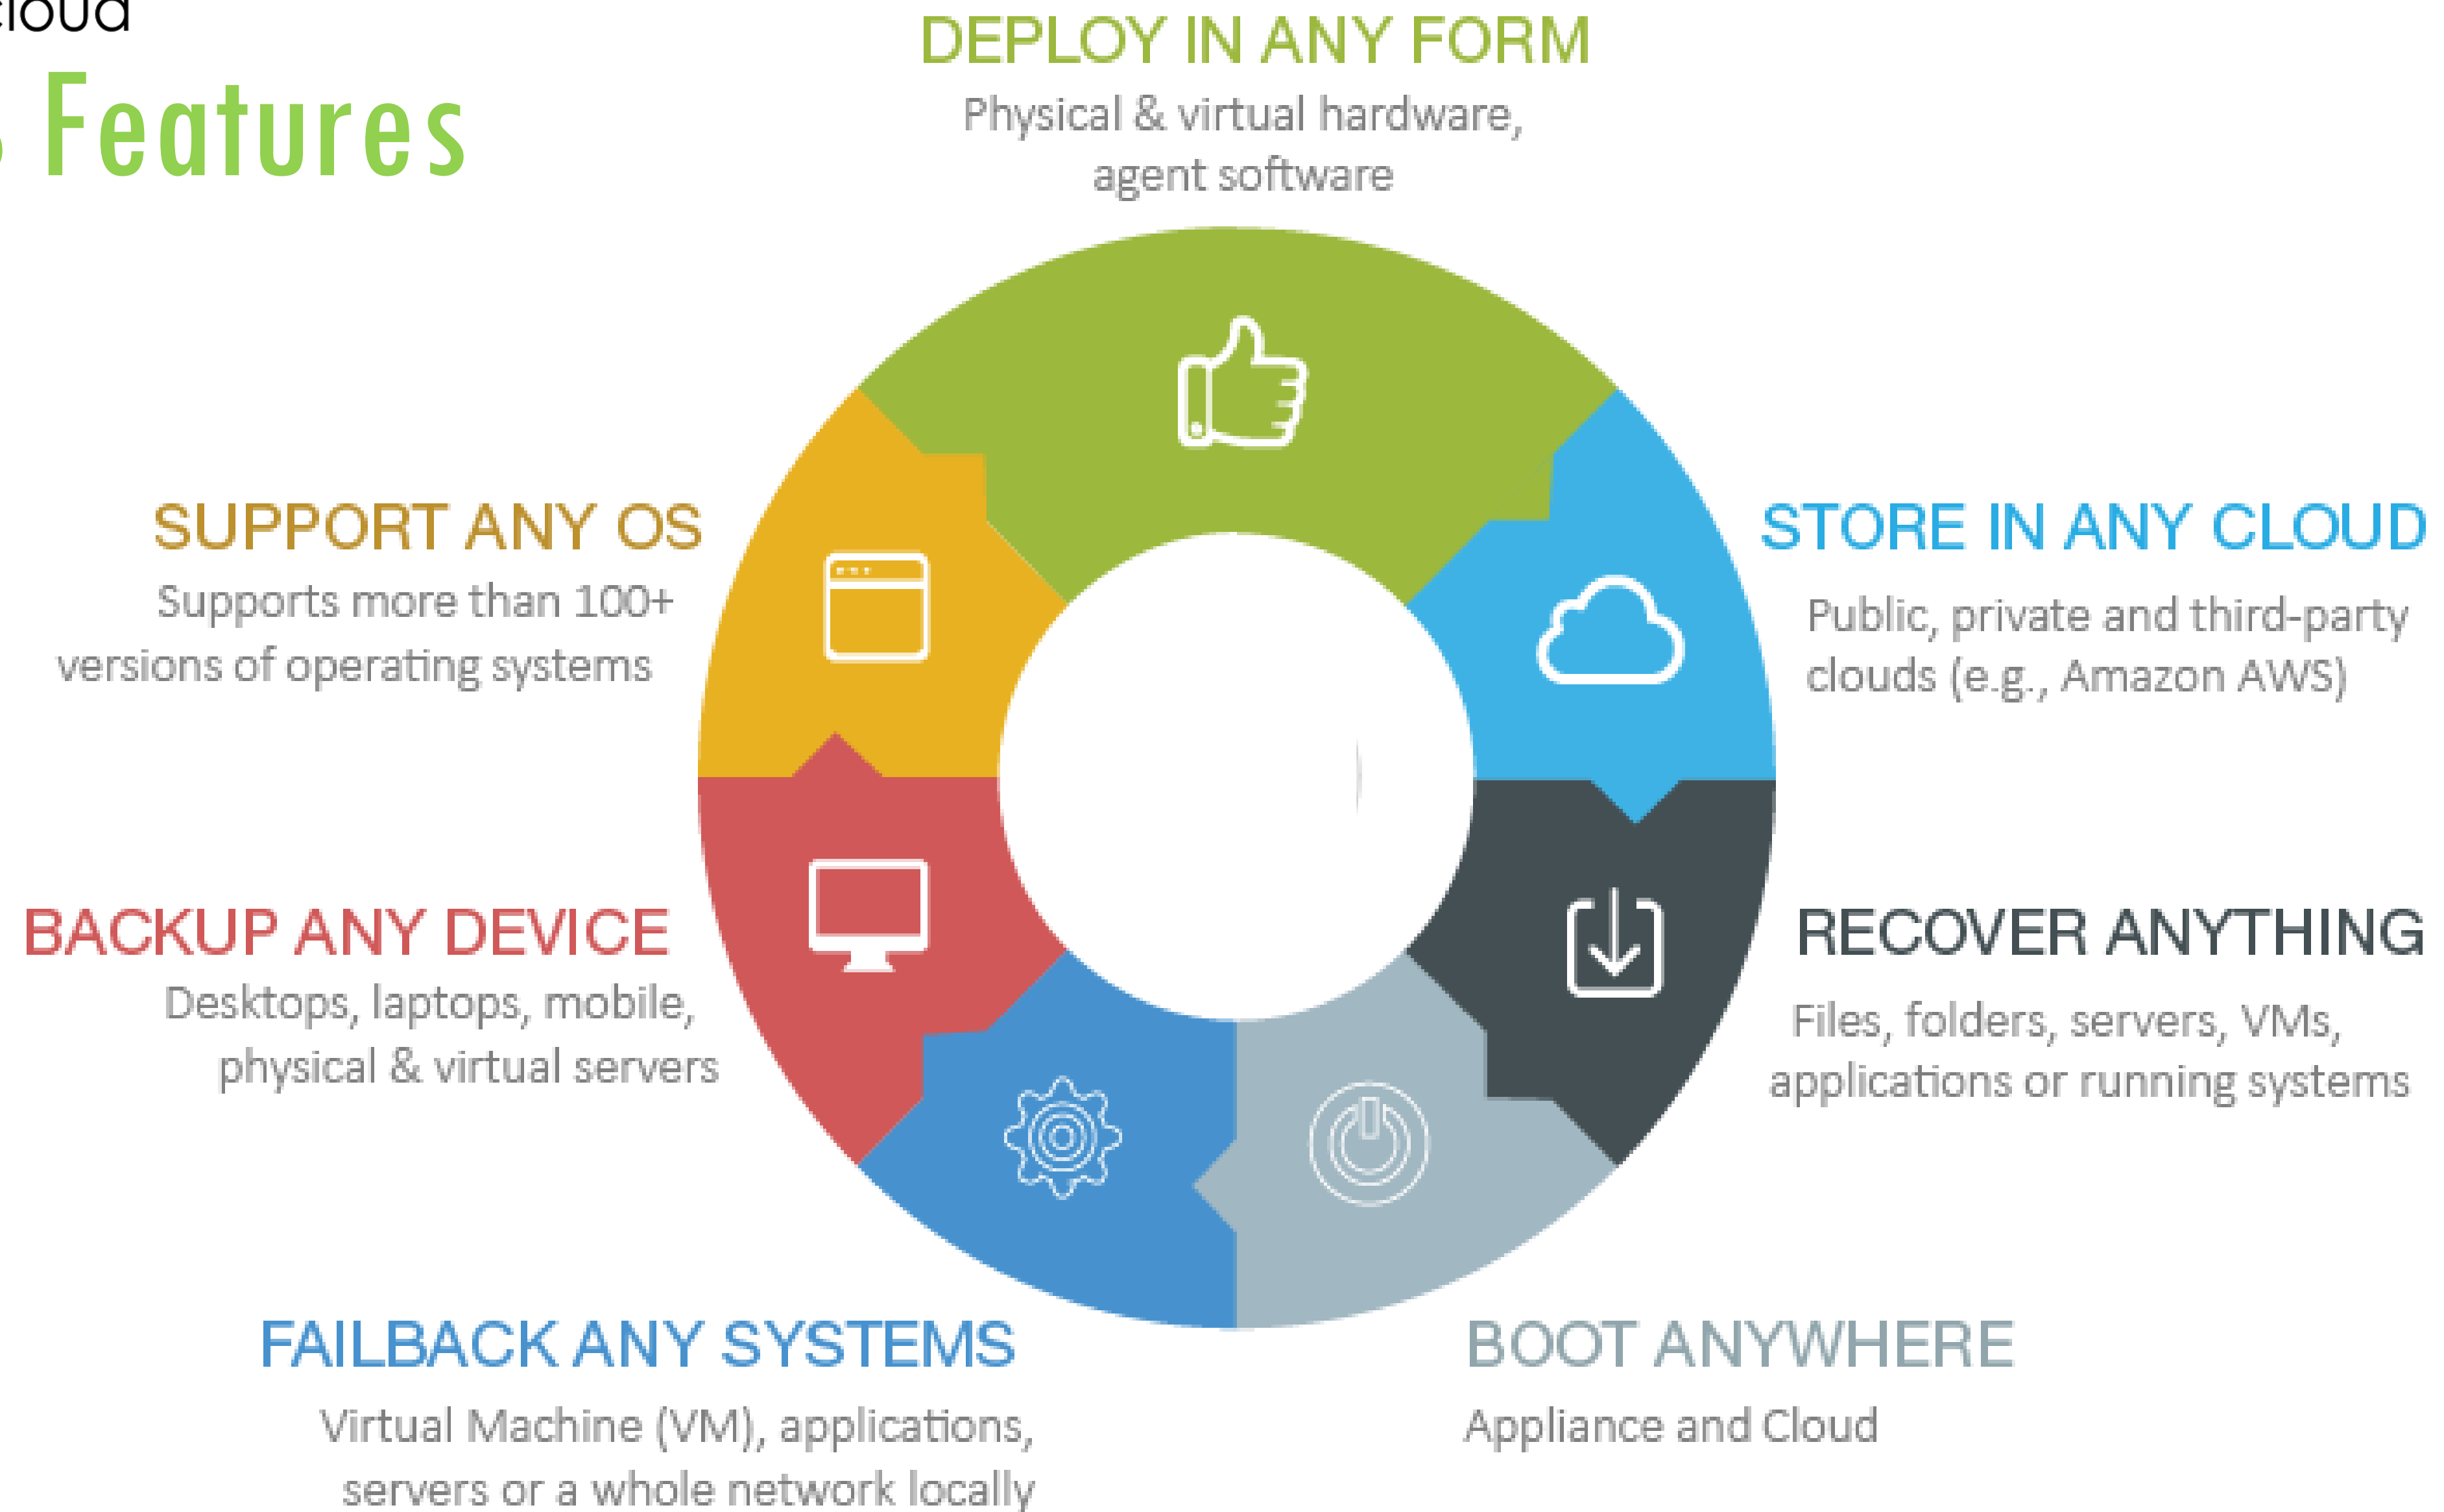 cloud
Features
DEPLOY IN ANY FORM
Physical & virtual hardware,
agent software
SUPPORT ANY OS
Supports more than 100+
versions of operating systems
STORE IN ANY CLOUD
Public, private and third-party
clouds (e.g., Amazon AWS)
BACKUP ANY DEVICE
Desktops, laptops, mobile,
physical & virtual servers
RECOVER ANYTHING
Files, folders, servers, VMs,
applications or running systems
FAILBACK ANY SYSTEMS
Virtual Machine (VM), applications,
servers or a whole network locally
BOOT ANYWHERE
Appliance and Cloud